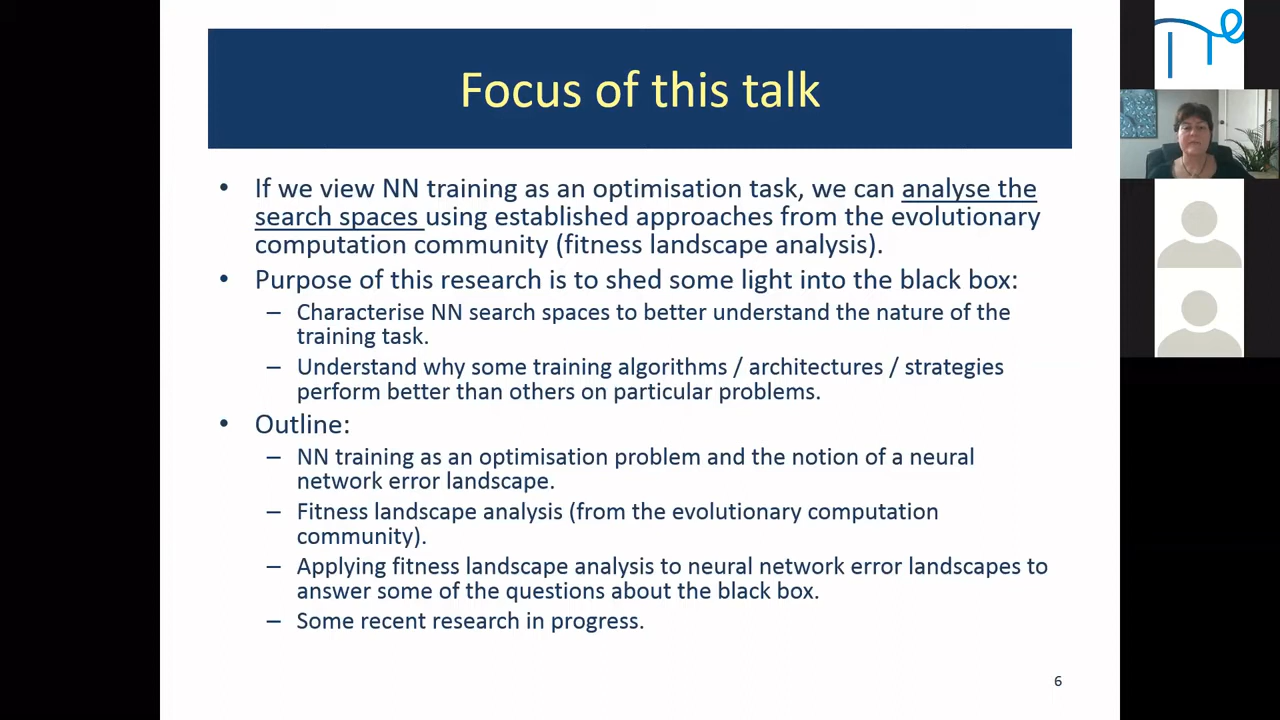 Focus of this talk
• If we view NN training as an optimisation task, we can analyse the
search spaces using established approaches from the evolutionary
computation community (fitness landscape analysis).
• Purpose of this research is to shed some light into the black box:
– Characterise NN search spaces to better understand the nature of the
training task.
– Understand why some training algorithms / architectures / strategies
perform better than others on particular problems.
• Outline:
– NN training as an optimisation problem and the notion of a neural
network error landscape.
– Fitness landscape analysis (from the evolutionary computation
community).
– Applying fitness landscape analysis to neural network error landscapes to
answer some of the questions about the black box.
– Some recent research in progress.
6